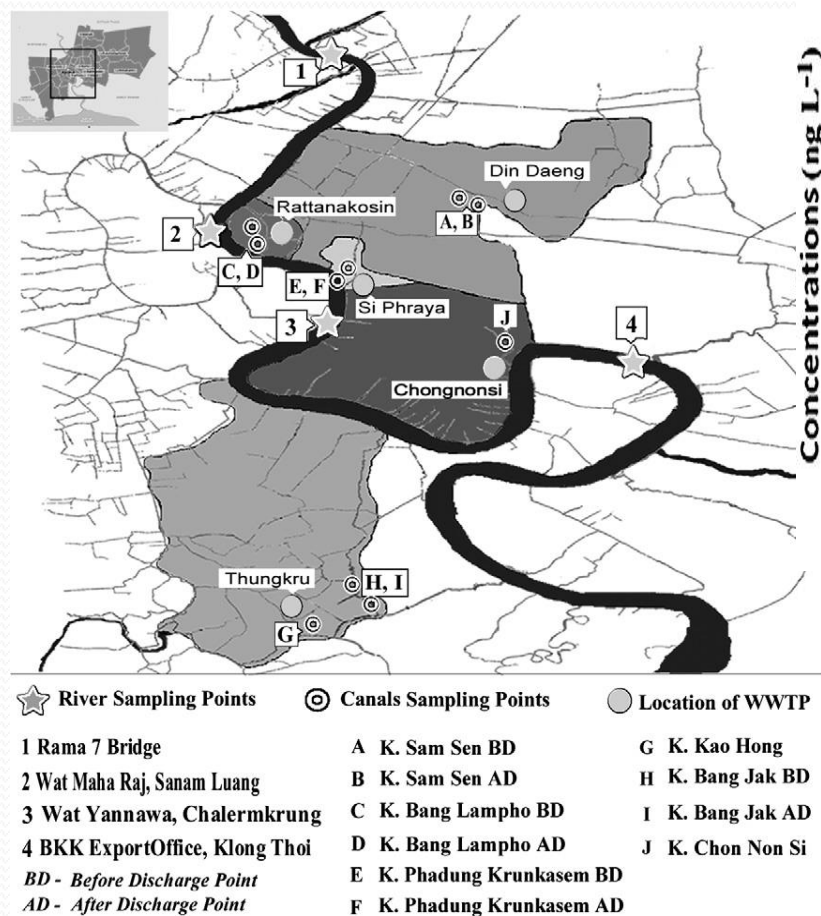 1
Din Daeng
Rattanakosin
A, B
2
C, D
E, F
Si Phraya
3
J
4
Chongnonsi
Thungkru
H, I
G
Concentrations (ng L-1)
River Sampling Points
Canals Sampling Points
Location of WWTP
1 Rama 7 Bridge
2 Wat Maha Raj, Sanam Luang
3 Wat Yannawa, Chalermkrung
4 BKK ExportOffice, Klong Thoi
BD - Before Discharge Point
AD - After Discharge Point
A K. Sam Sen BD
B K. Sam Sen AD
C K. Bang Lampho BD
D K. Bang Lampho AD
E K. Phadung Krunkasem BD
F K. Phadung Krunkasem AD
G K. Kao Hong
H K. Bang Jak BD
I K. Bang Jak AD
J K. Chon Non Si